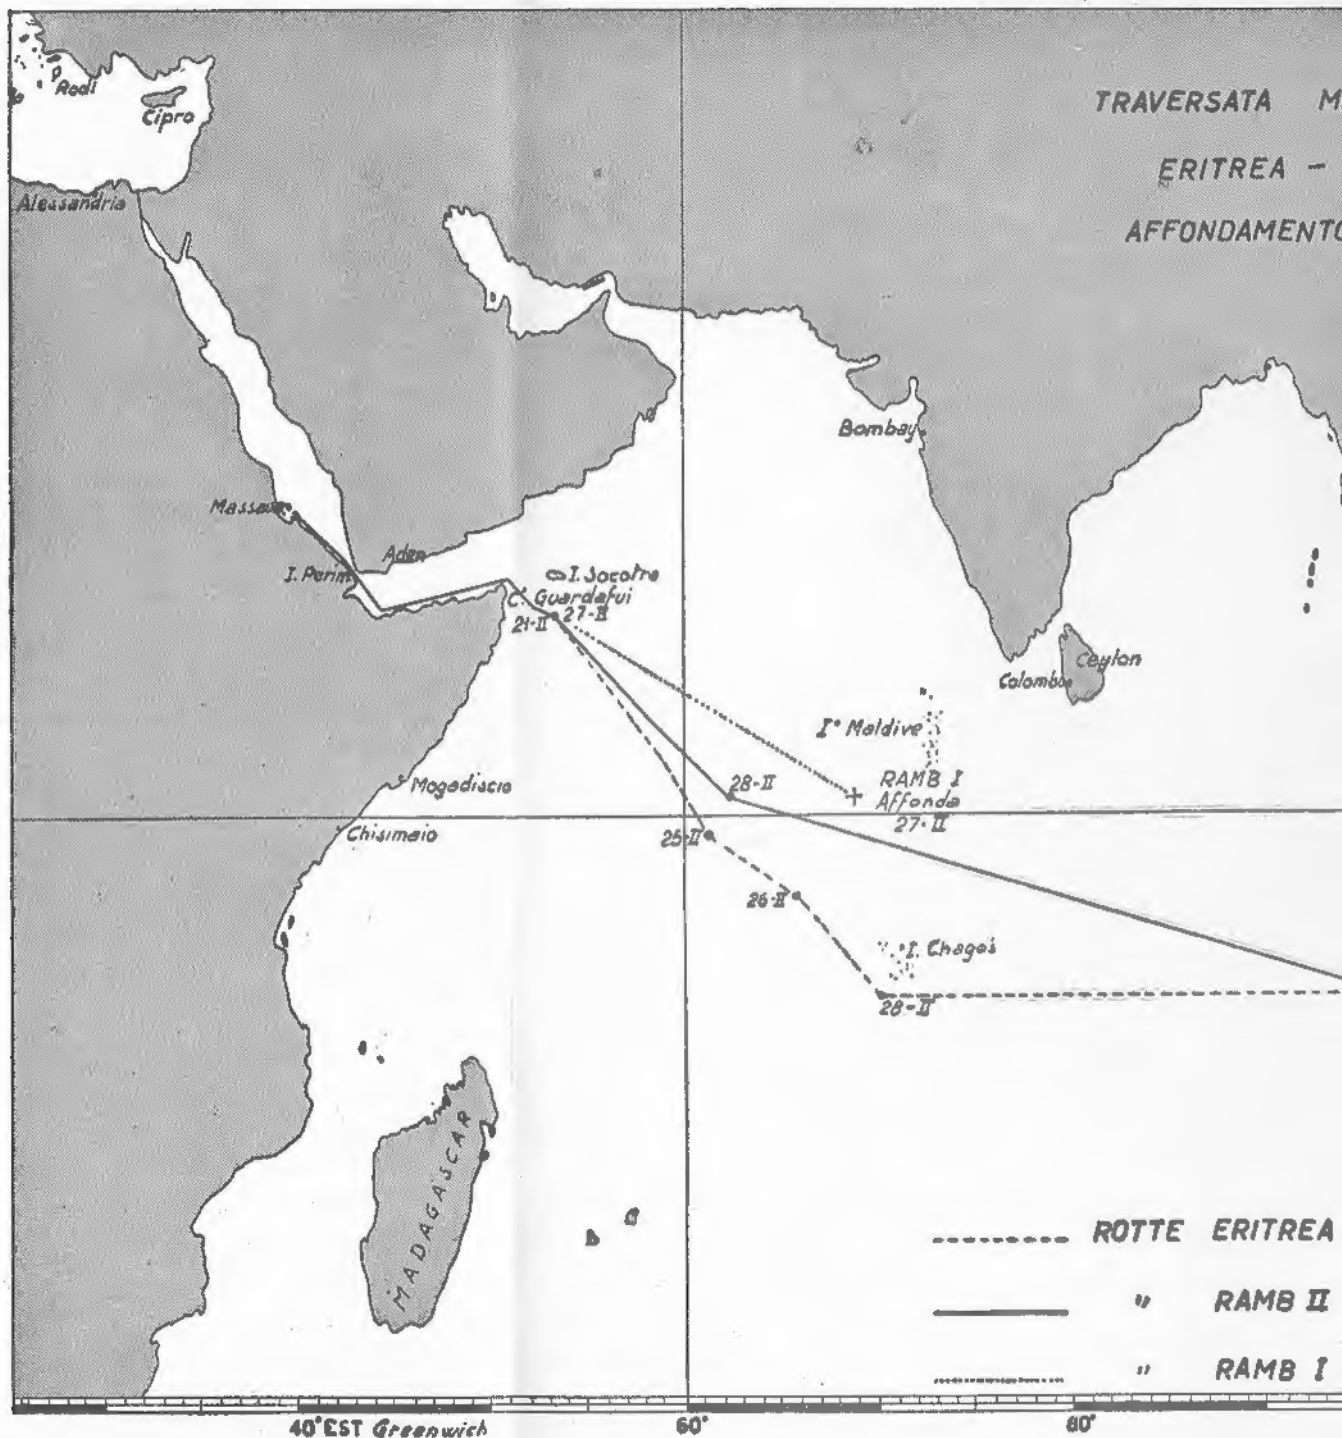 TRAVERSATA M
ERITREA -
AFFONDAMENTO
Rodi
Cipro
Alessandria
Bombay
Massaua
Aden
I. Perim
I. Socotra
C. Guardafui
21-II 27-II
Ceylon
Colombo
I° Maldive
28-II
RAMB I
Affonda
27-II
Mogadiscio
Chisimaio
25-II
26-II
I. Chagos
28-II
MADAGASCAR
ROTTE ERITREA
" RAMB II
" RAMB I
40° EST Greenwich 60° 80°